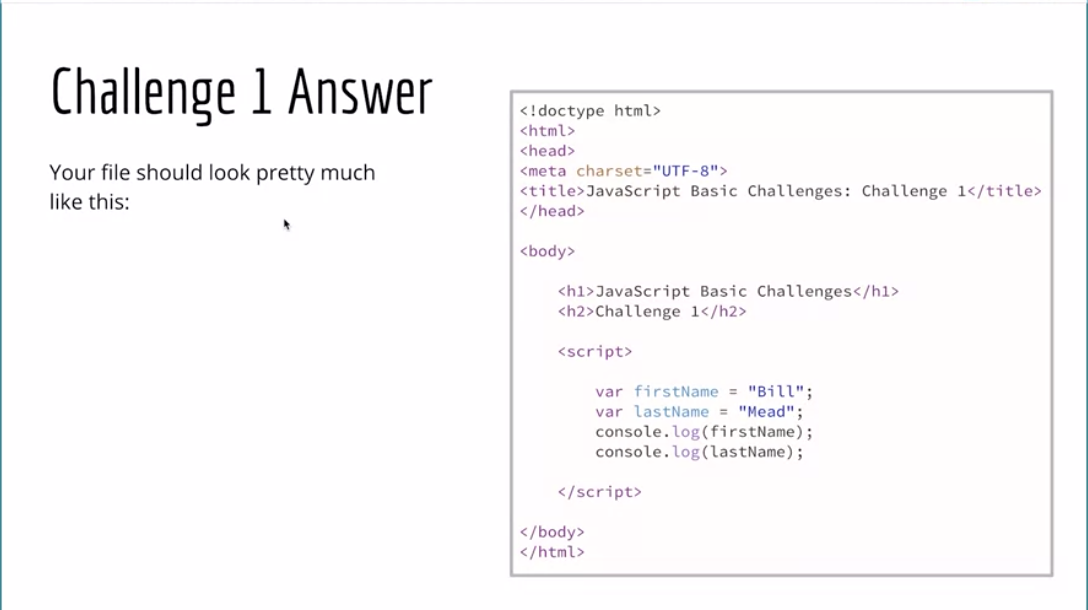 Challenge 1 Answer
Your file should look pretty much
like this:
<!doctype html>
<html>
<head>
<meta charset="UTF-8">
<title>JavaScript Basic Challenges: Challenge 1</title>
</head>
<body>
<h1>JavaScript Basic Challenges</h1>
<h2>Challenge 1</h2>
<script>
var firstName = "Bill";
var lastName = "Mead";
console.log(firstName);
console.log(lastName);
</script>
</body>
</html>